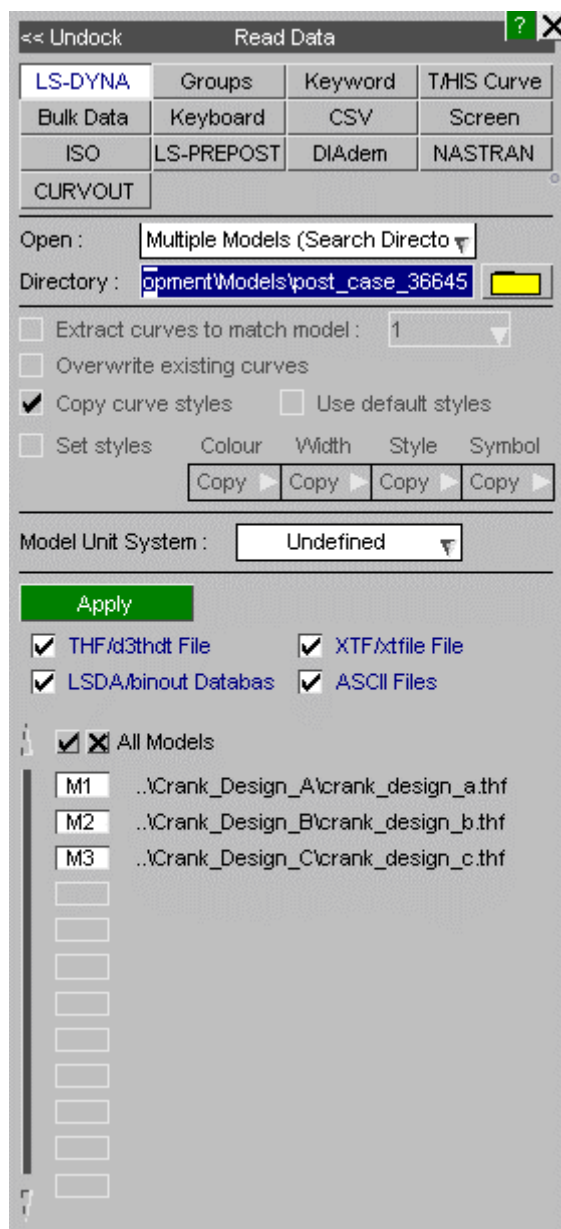 ?
<< Undock Read Data
LS-DYNA Groups Keyword T/HIS Curve
Bulk Data Keyboard CSV Screen
ISO LS-PREPOST DIAdem NASTRAN
CURVOUT
Open : Multiple Models (Search Directo
Directory : opment\Models\post_case_36645
Extract curves to match model : 1
Overwrite existing curves
Copy curve styles Use default styles
Set styles Colour Width Style Symbol
Copy Copy Copy Copy
Model Unit System : Undefined
Apply
THF/d3thdt File XTF/xtfile File
LSDA/binout Databas ASCII Files
All Models
M1 ..\Crank_Design_A\crank_design_a.thf
M2 ..\Crank_Design_B\crank_design_b.thf
M3 ..\Crank_Design_C\crank_design_c.thf